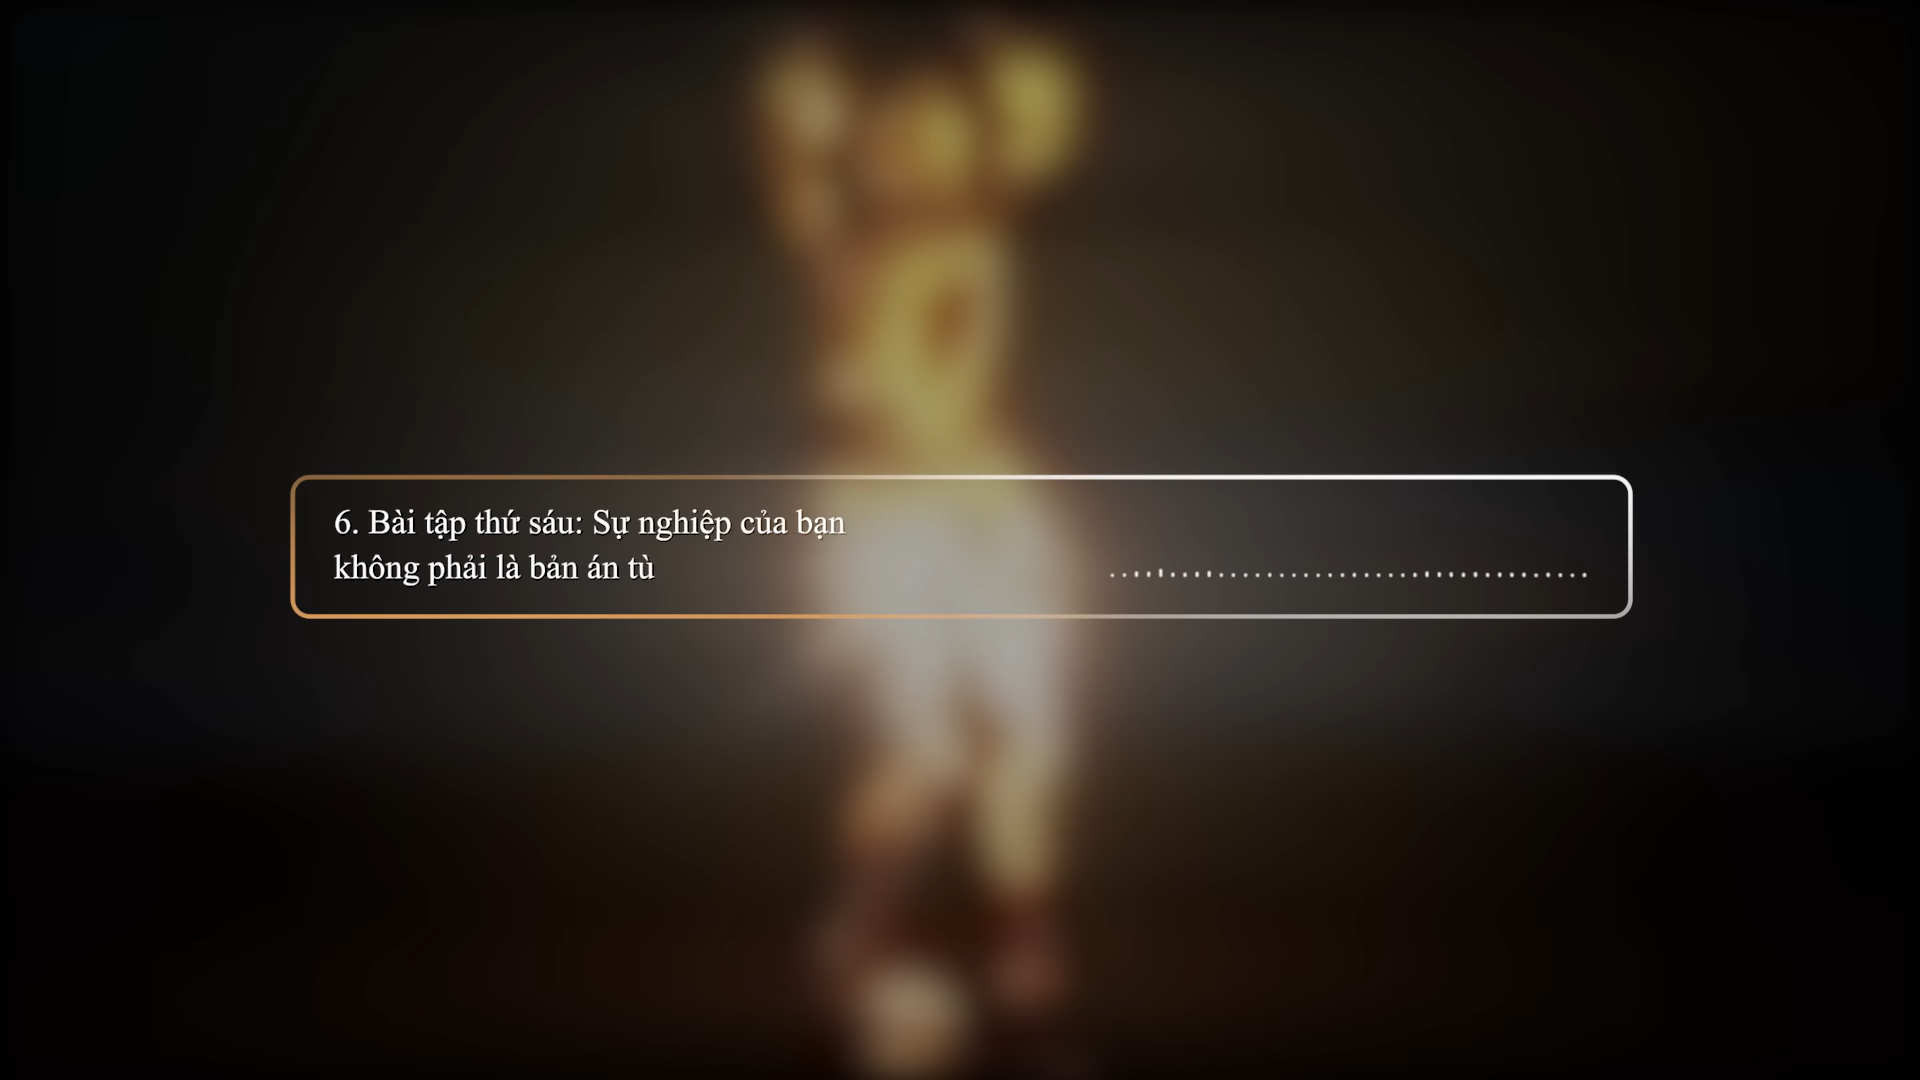 6. Bài tập thứ sáu: Sự nghiệp của bạn
không phải là bản án tù